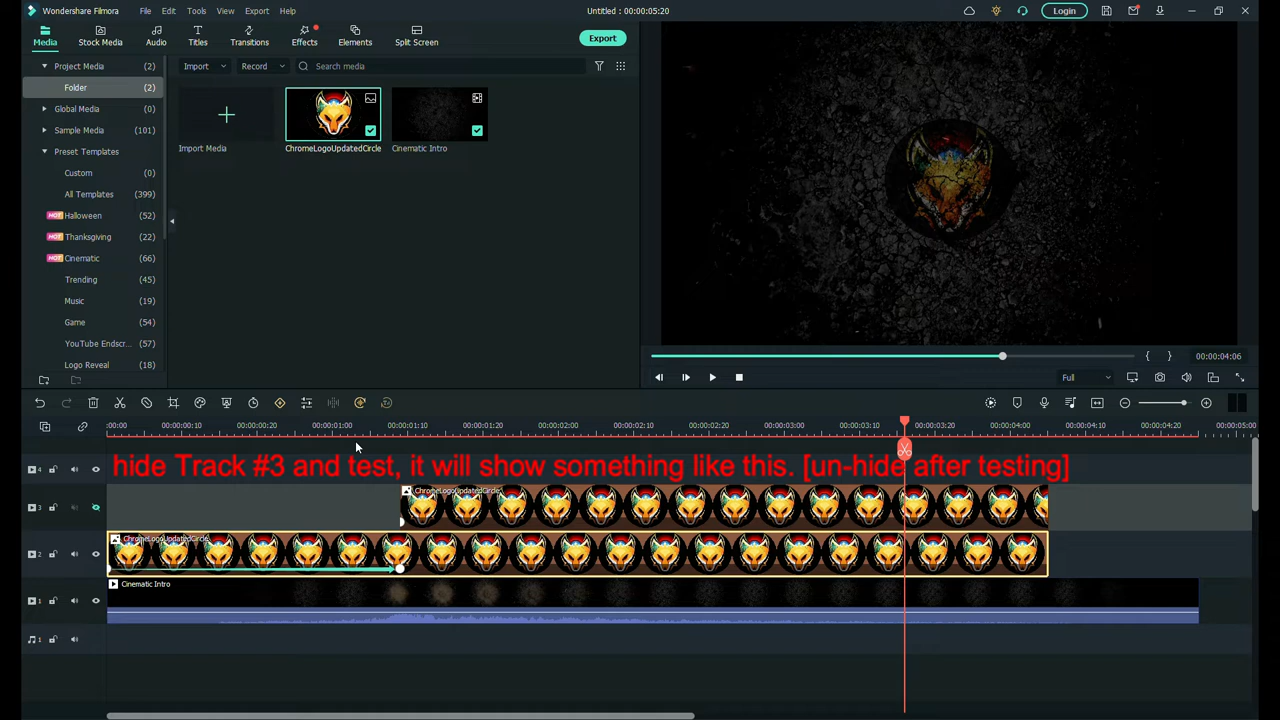 Wondershare Filmora
File
Edit
Tools
View
Export
Help
Untitled : 00:00:05:20
Login
Media
Stock Media
Audio
Titles
Transitions
Effects
Elements
Split Screen
Export
Project Media (2)
Folder (2)
Global Media (0)
Sample Media (101)
Preset Templates
Custom (0)
All Templates (399)
HOT Halloween (52)
HOT Thanksgiving (22)
HOT Cinematic (66)
Trending (45)
Music (19)
Game (54)
YouTube Endscr... (37)
Logo Reveal (18)
Import
Record
Search media
Import Media
ChromeLogoUpdatedCircle
Cinematic Intro
00:00:04:06
Full
:00:00
00:00:00:10
00:00:00:20
00:00:01:00
00:00:01:10
00:00:01:20
00:00:02:00
00:00:02:10
00:00:02:20
00:00:03:00
00:00:03:10
00:00:03:20
00:00:04:00
00:00:04:10
00:00:04:20
00:00:05:00
4
hide Track #3 and test, it will show something like this. [un-hide after testing]
3
ChromeLogoUpdatedCircle
2
ChromeLogoUpdatedCircle
1
Cinematic Intro
1